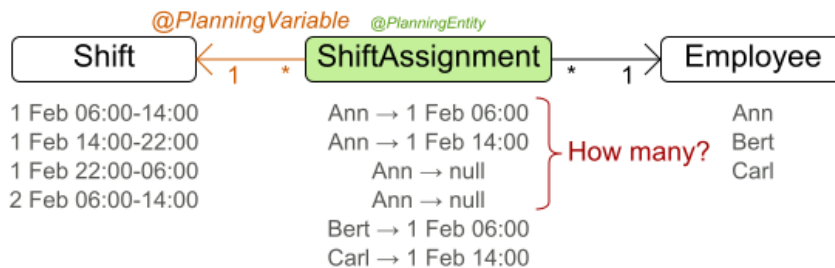 @PlanningVariable @PlanningEntity
Shift ShiftAssignment Employee
1 * * 1
1 Feb 06:00-14:00 Ann → 1 Feb 06:00 Ann
1 Feb 14:00-22:00 Ann → 1 Feb 14:00 Bert
How many?
1 Feb 22:00-06:00 Ann → null Carl
2 Feb 06:00-14:00 Ann → null
Bert → 1 Feb 06:00
Carl → 1 Feb 14:00